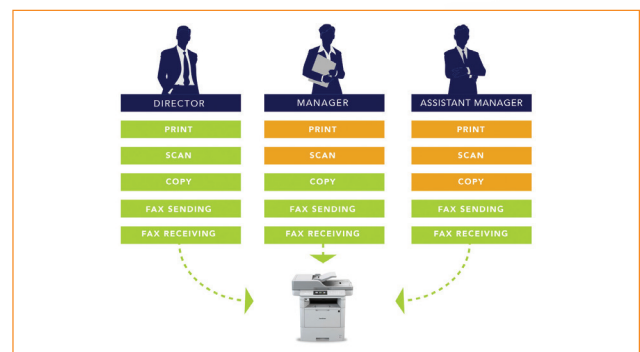 DIRECTOR
PRINT
SCAN
COPY
FAX SENDING
FAX RECEIVING
MANAGER
PRINT
SCAN
COPY
FAX SENDING
FAX RECEIVING
ASSISTANT MANAGER
PRINT
SCAN
COPY
FAX SENDING
FAX RECEIVING